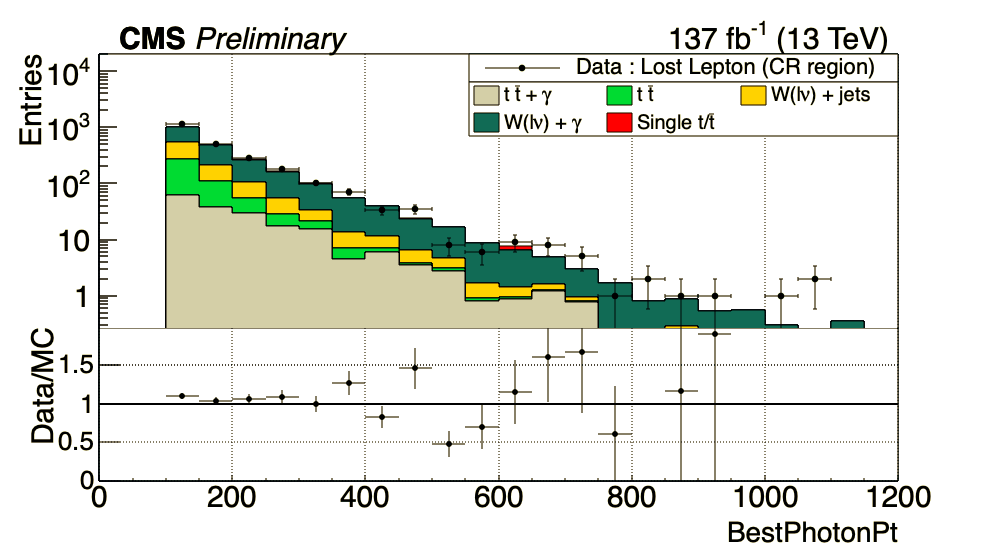 CMS Preliminary 137 fb⁻¹ (13 TeV)
Entries
10⁴
10³
10²
10
1
Data : Lost Lepton (CR region)
t t̄ + γ t t̄ W(lν) + jets
W(lν) + γ Single t/t̄
Data/MC
1.5
1
0.5
0
0 200 400 600 800 1000 1200
BestPhotonPt